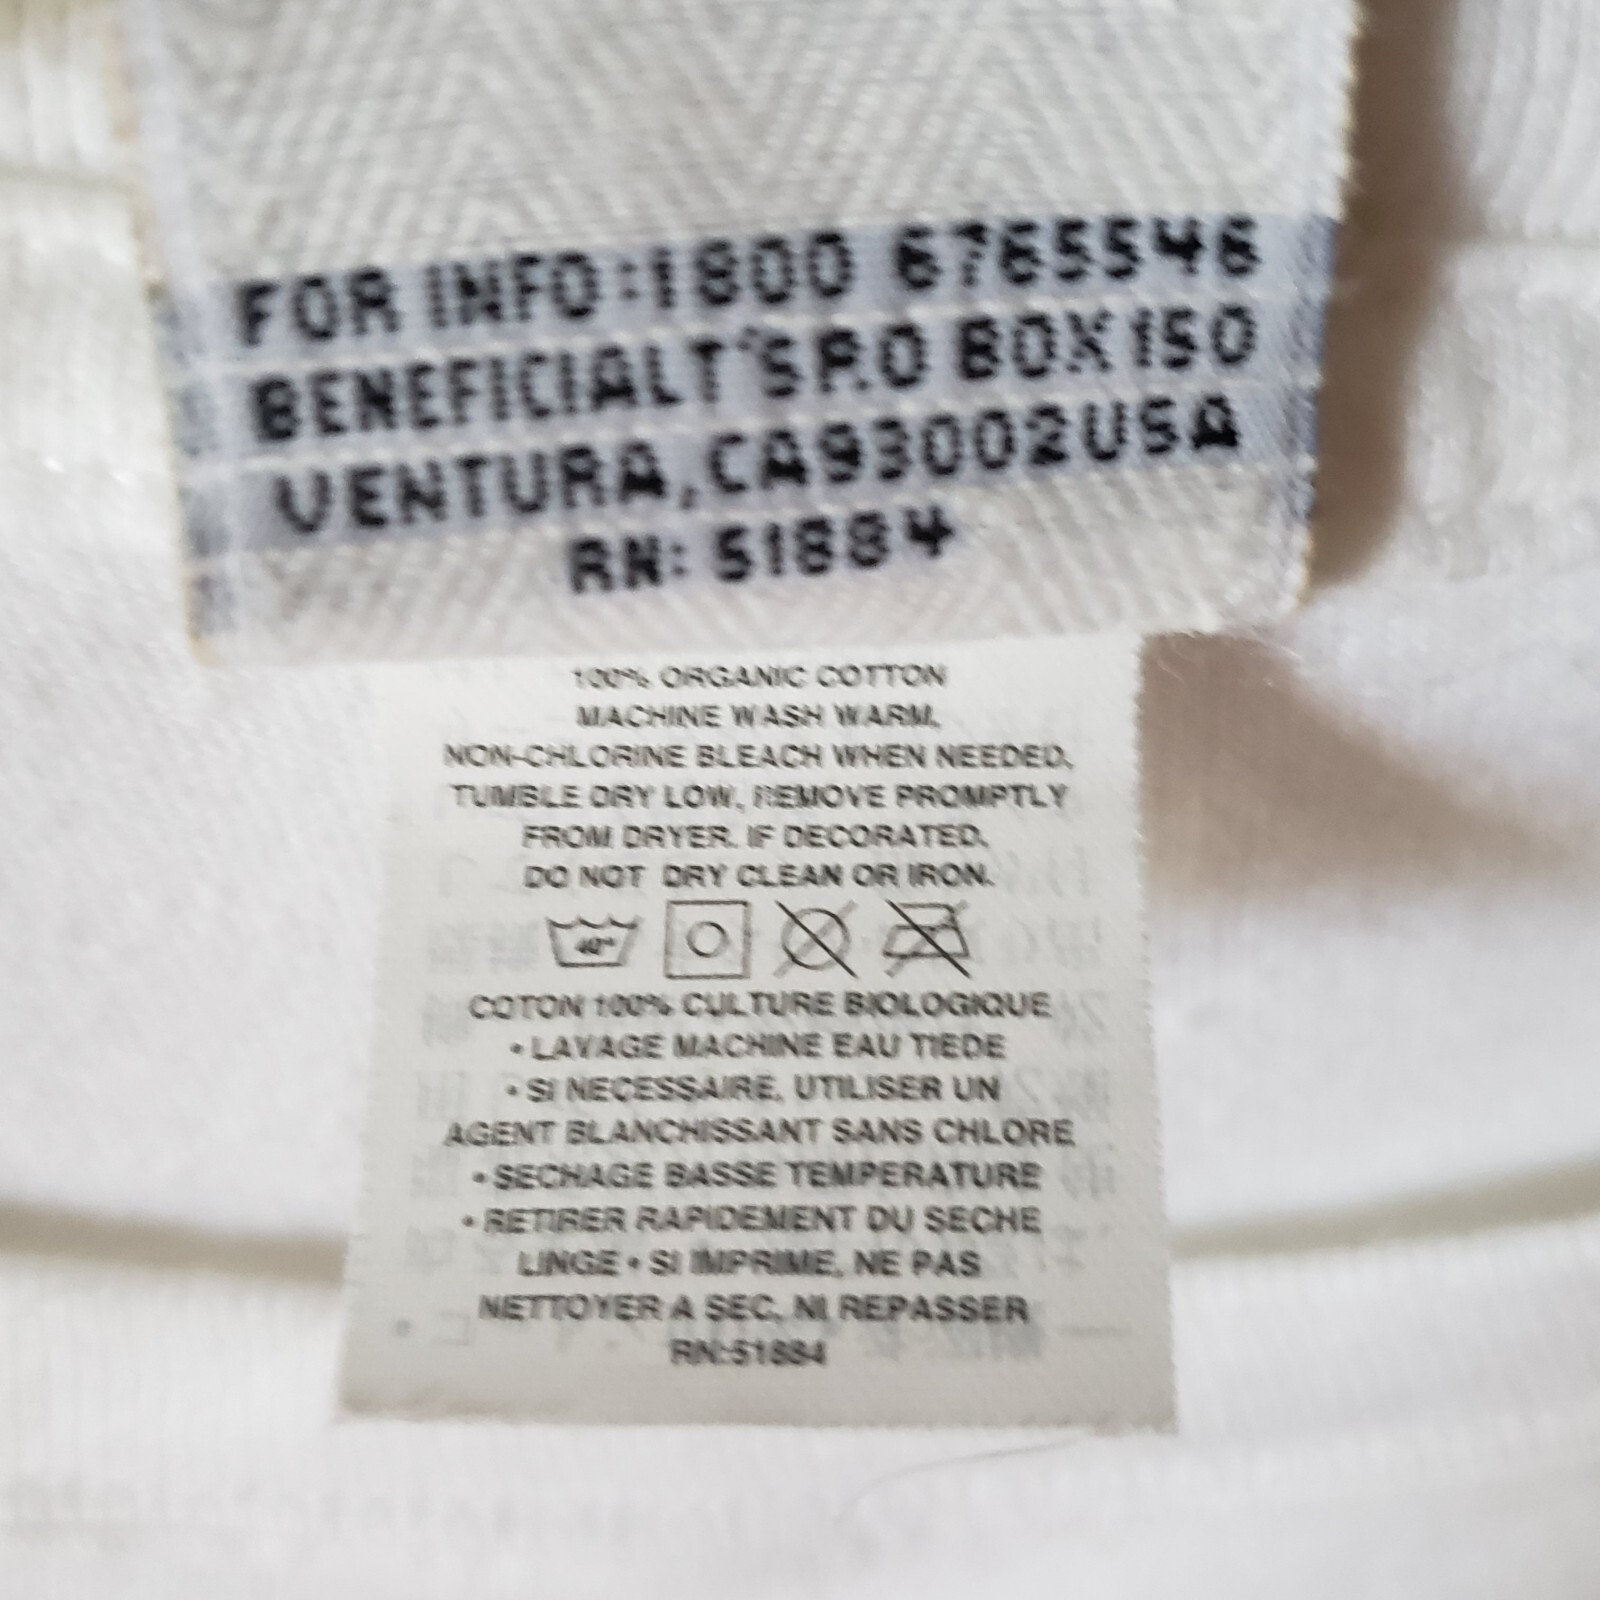 FOR INFO:1800 6765546
BENEFICIALT'S P.O BOX 150
VENTURA, CA93002USA
RN: 51884
100% ORGANIC COTTON
MACHINE WASH WARM,
NON-CHLORINE BLEACH WHEN NEEDED,
TUMBLE DRY LOW, REMOVE PROMPTLY
FROM DRYER. IF DECORATED,
DO NOT DRY CLEAN OR IRON.
40°
COTON 100% CULTURE BIOLOGIQUE
• LAVAGE MACHINE EAU TIEDE
• SI NECESSAIRE, UTILISER UN
AGENT BLANCHISSANT SANS CHLORE
• SECHAGE BASSE TEMPERATURE
• RETIRER RAPIDEMENT DU SECHE
LINGE • SI IMPRIME, NE PAS
NETTOYER A SEC, NI REPASSER
RN:51884